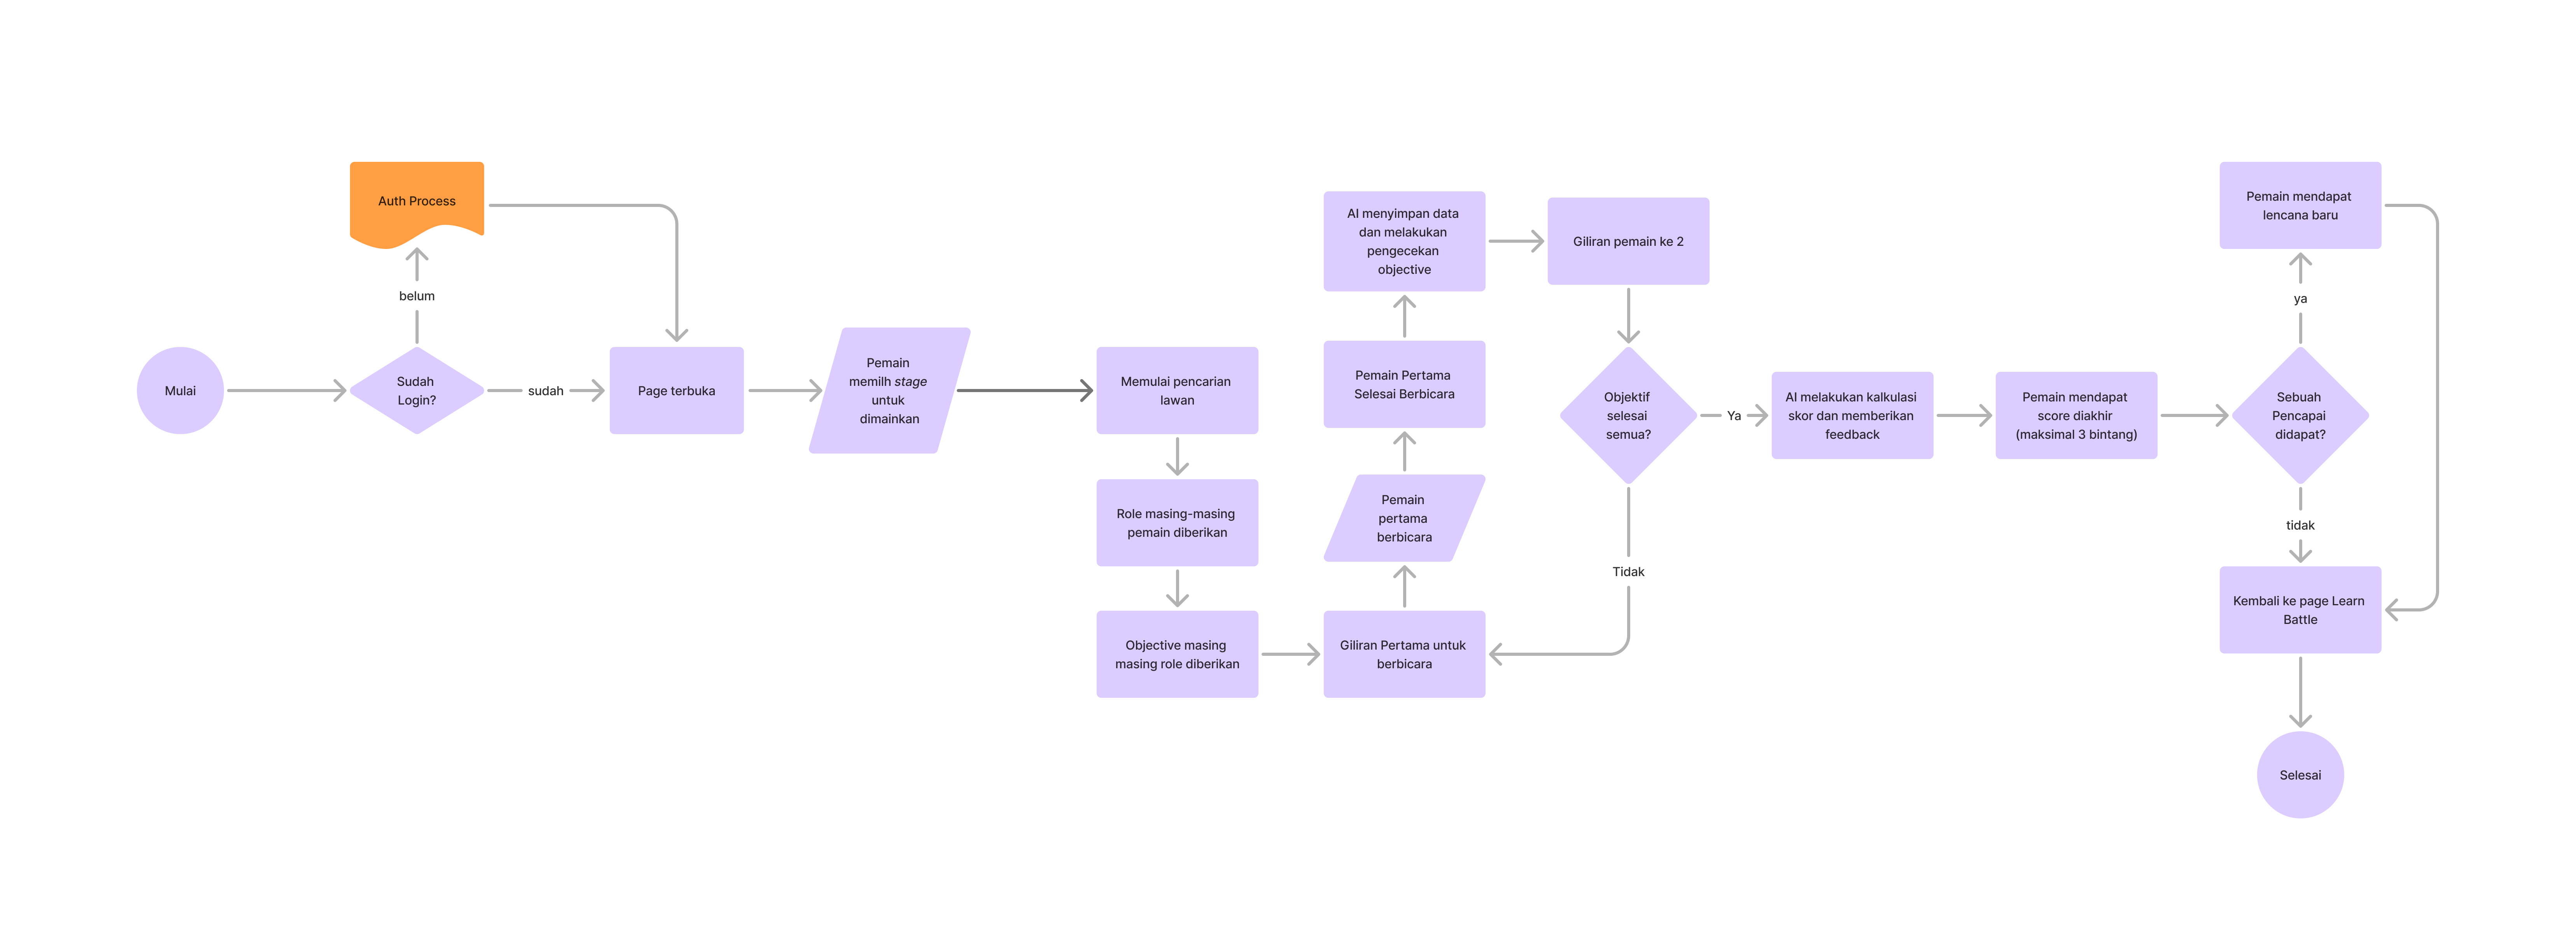 Mulai
Sudah
Login?
belum
Auth Process
sudah
Page terbuka
Pemain
memilh stage
untuk
dimainkan
Memulai pencarian
lawan
Role masing-masing
pemain diberikan
Objective masing
masing role diberikan
Giliran Pertama untuk
berbicara
Pemain
pertama
berbicara
Pemain Pertama
Selesai Berbicara
AI menyimpan data
dan melakukan
pengecekan
objective
Giliran pemain ke 2
Objektif
selesai
semua?
Tidak
Ya
AI melakukan kalkulasi
skor dan memberikan
feedback
Pemain mendapat
score diakhir
(maksimal 3 bintang)
Sebuah
Pencapai
didapat?
ya
Pemain mendapat
lencana baru
tidak
Kembali ke page Learn
Battle
Selesai